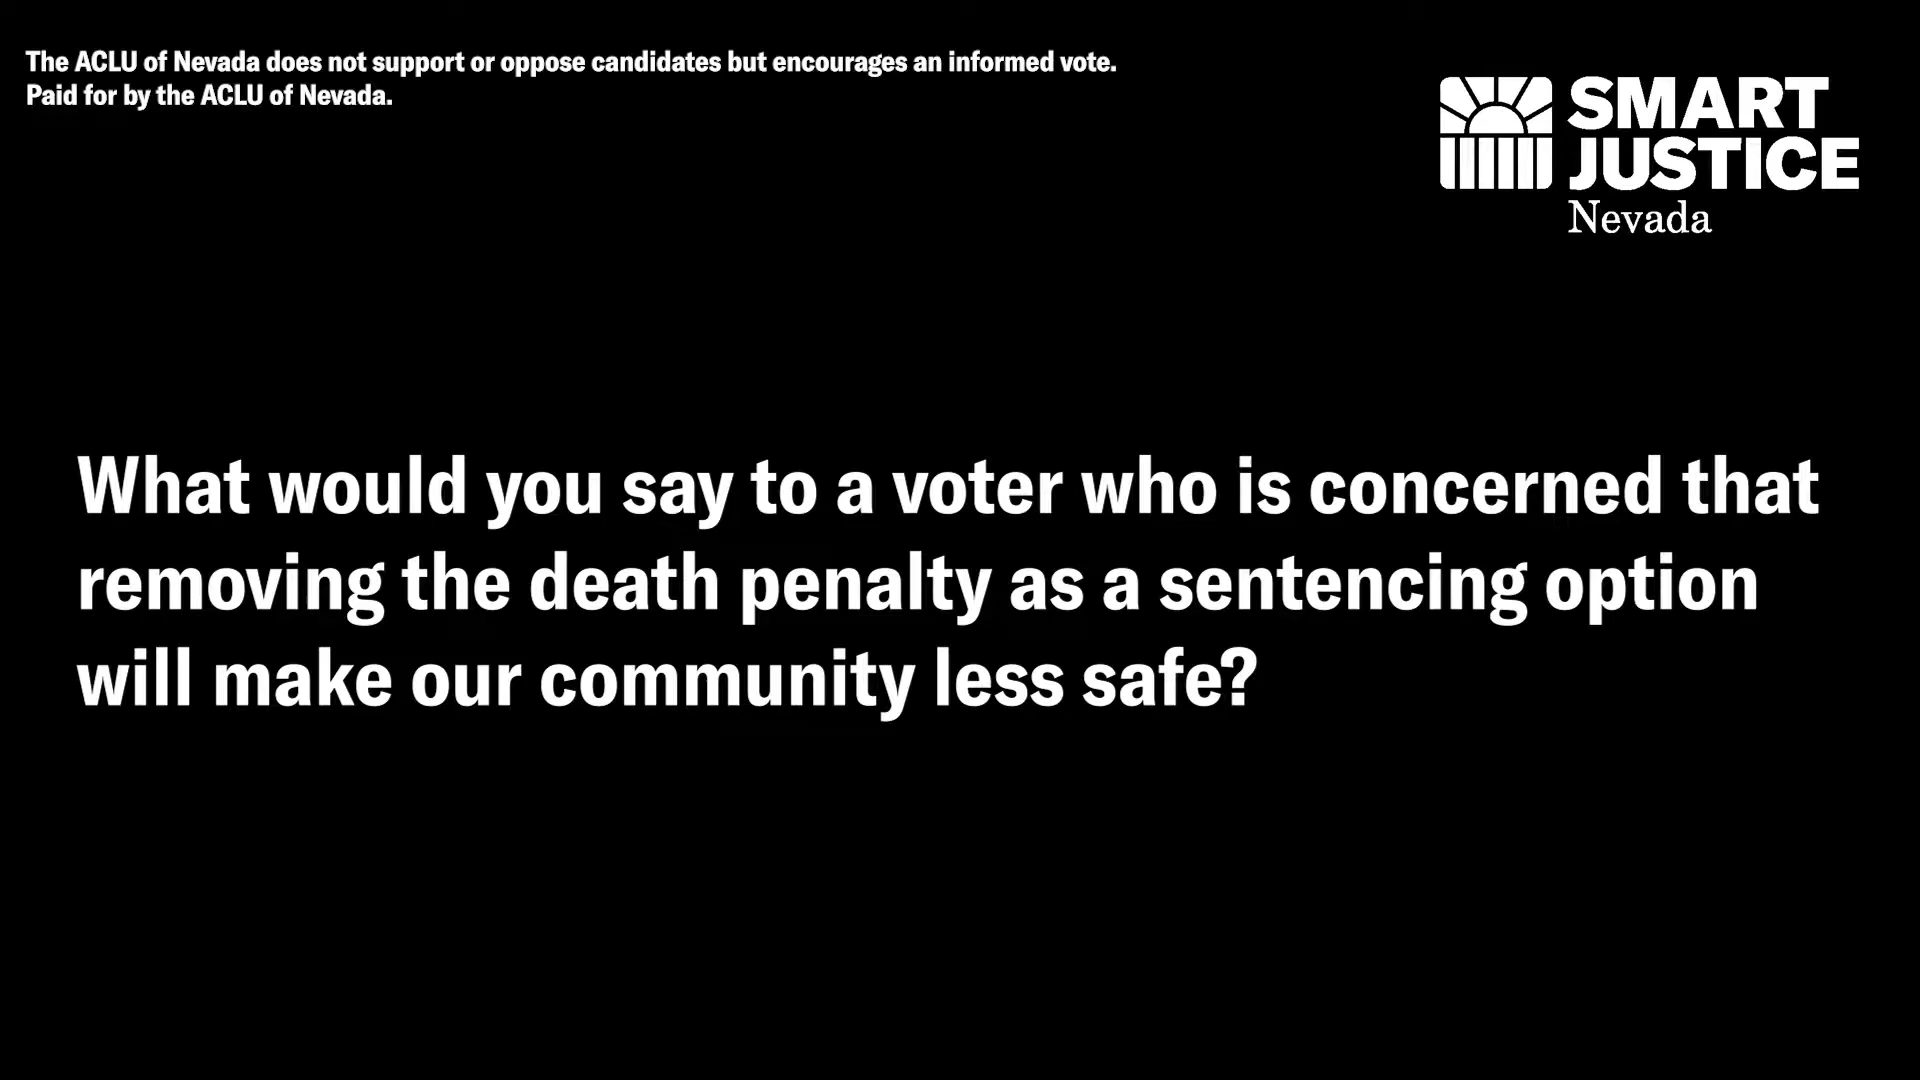 The ACLU of Nevada does not support or oppose candidates but encourages an informed vote.
Paid for by the ACLU of Nevada.
SMART
JUSTICE
Nevada
What would you say to a voter who is concerned that
removing the death penalty as a sentencing option
will make our community less safe?